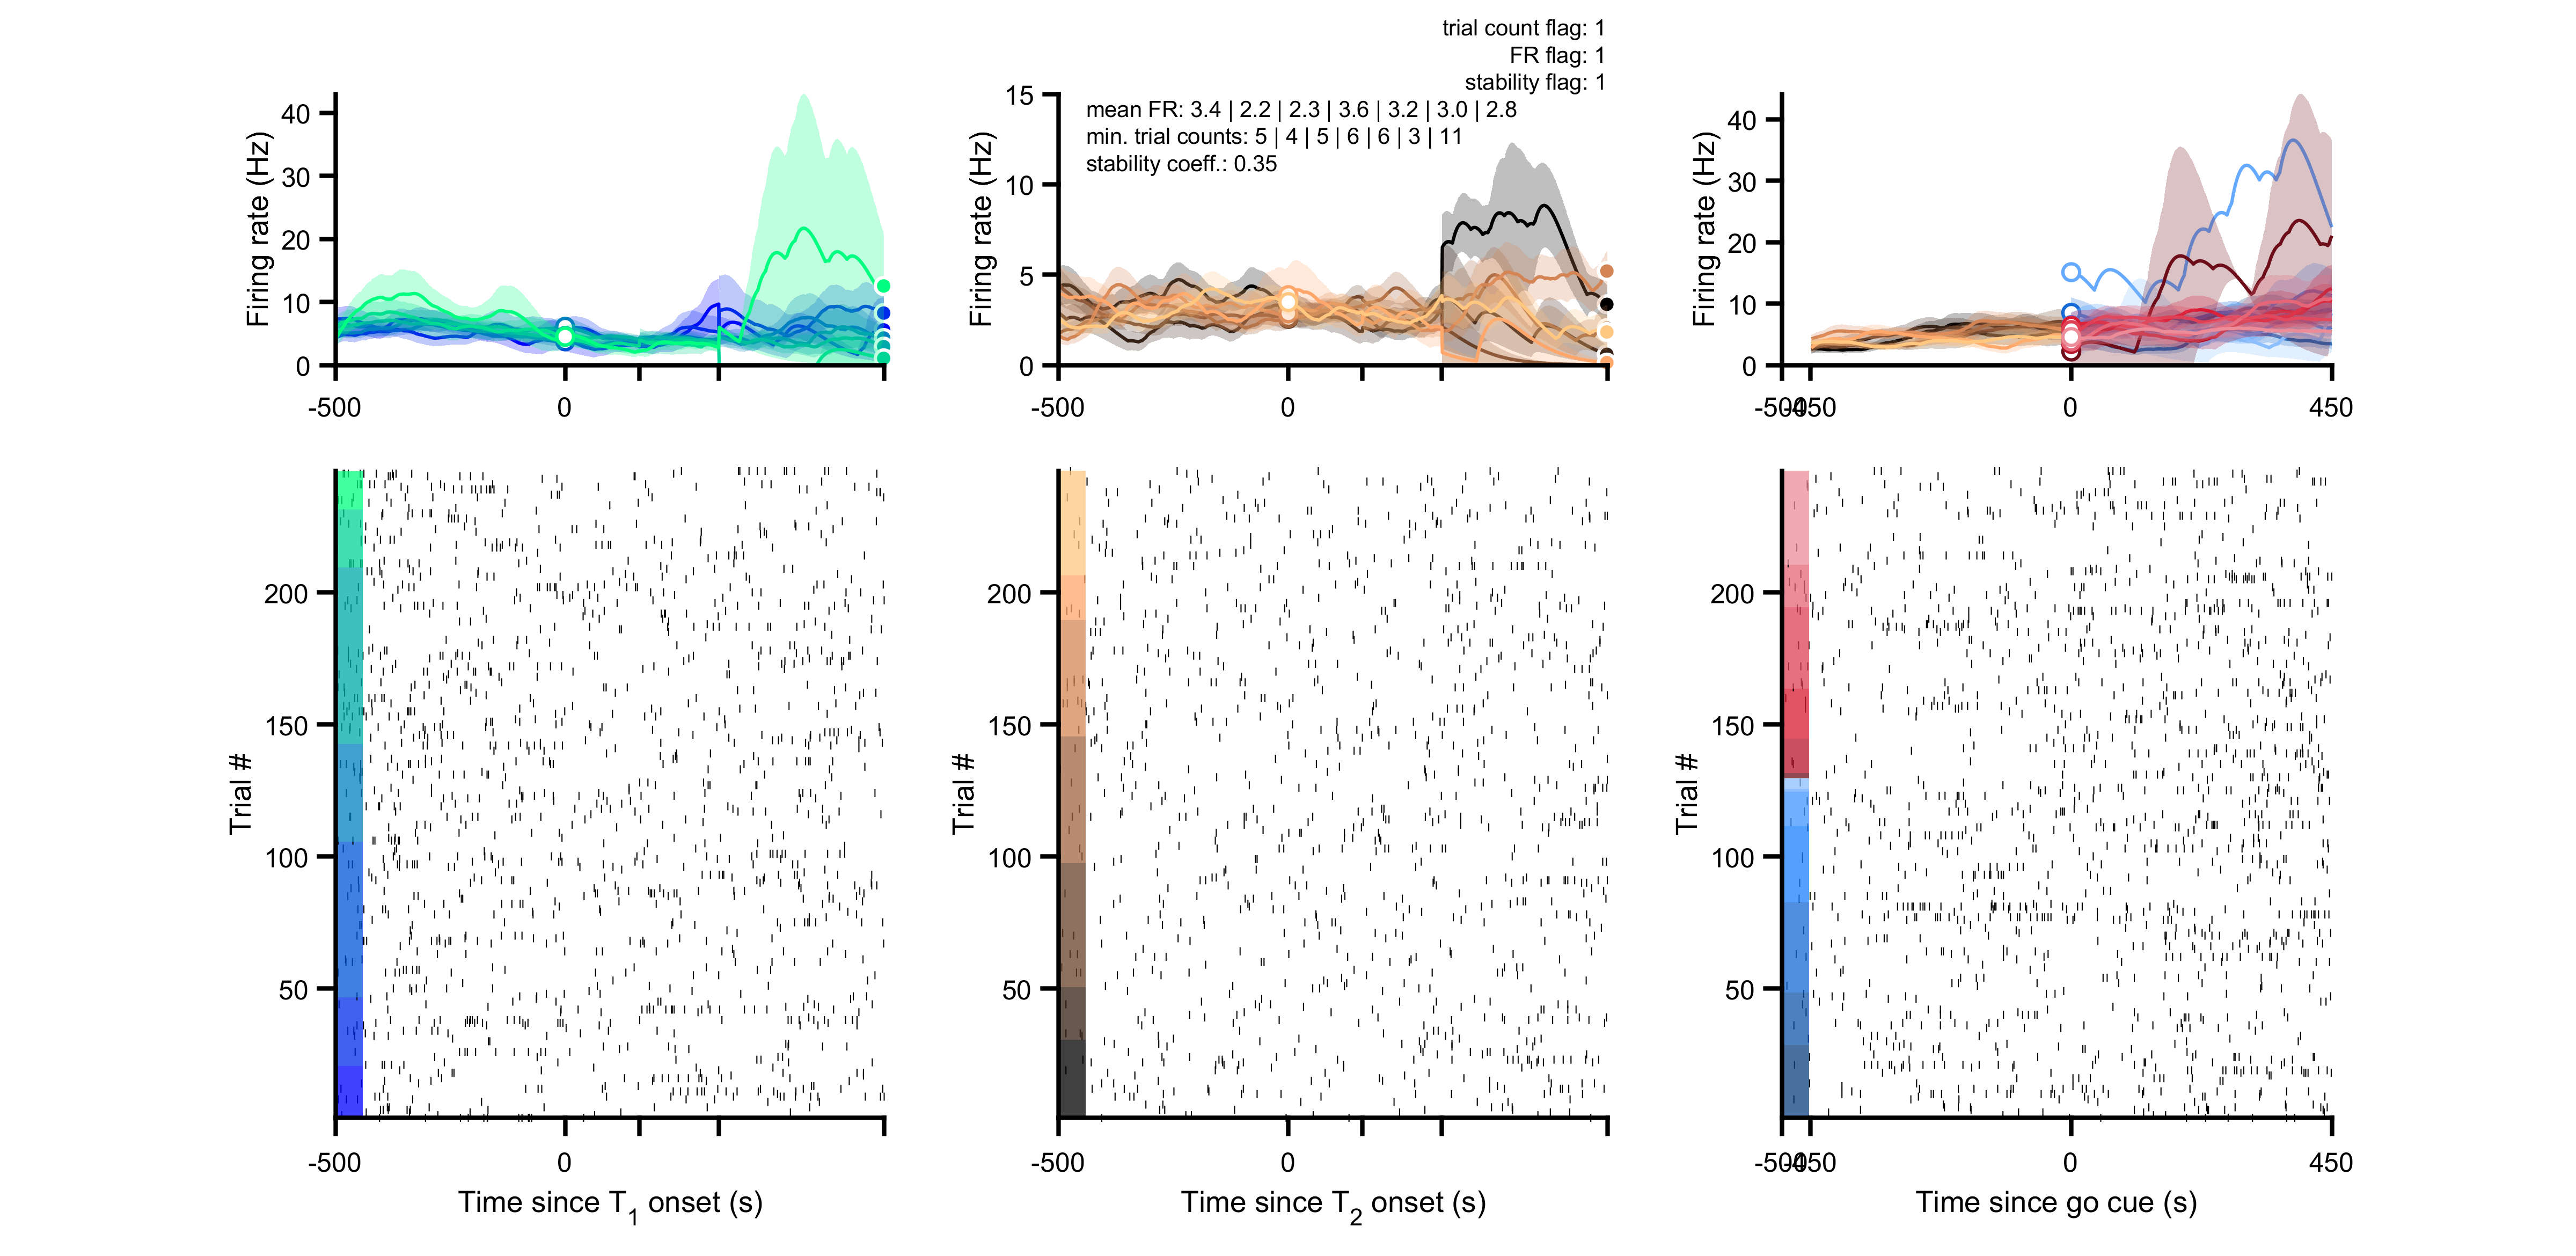 trial count flag: 1
FR flag: 1
stability flag: 1
mean FR: 3.4 | 2.2 | 2.3 | 3.6 | 3.2 | 3.0 | 2.8
min. trial counts: 5 | 4 | 5 | 6 | 6 | 3 | 11
stability coeff.: 0.35
Firing rate (Hz)
40
30
20
10
0
-500
0
Firing rate (Hz)
15
10
5
0
-500
0
Firing rate (Hz)
40
30
20
10
0
-500
-450
0
450
Trial #
200
150
100
50
-500
0
Time since T1 onset (s)
Trial #
200
150
100
50
-500
0
Time since T2 onset (s)
Trial #
200
150
100
50
-500
-450
0
450
Time since go cue (s)